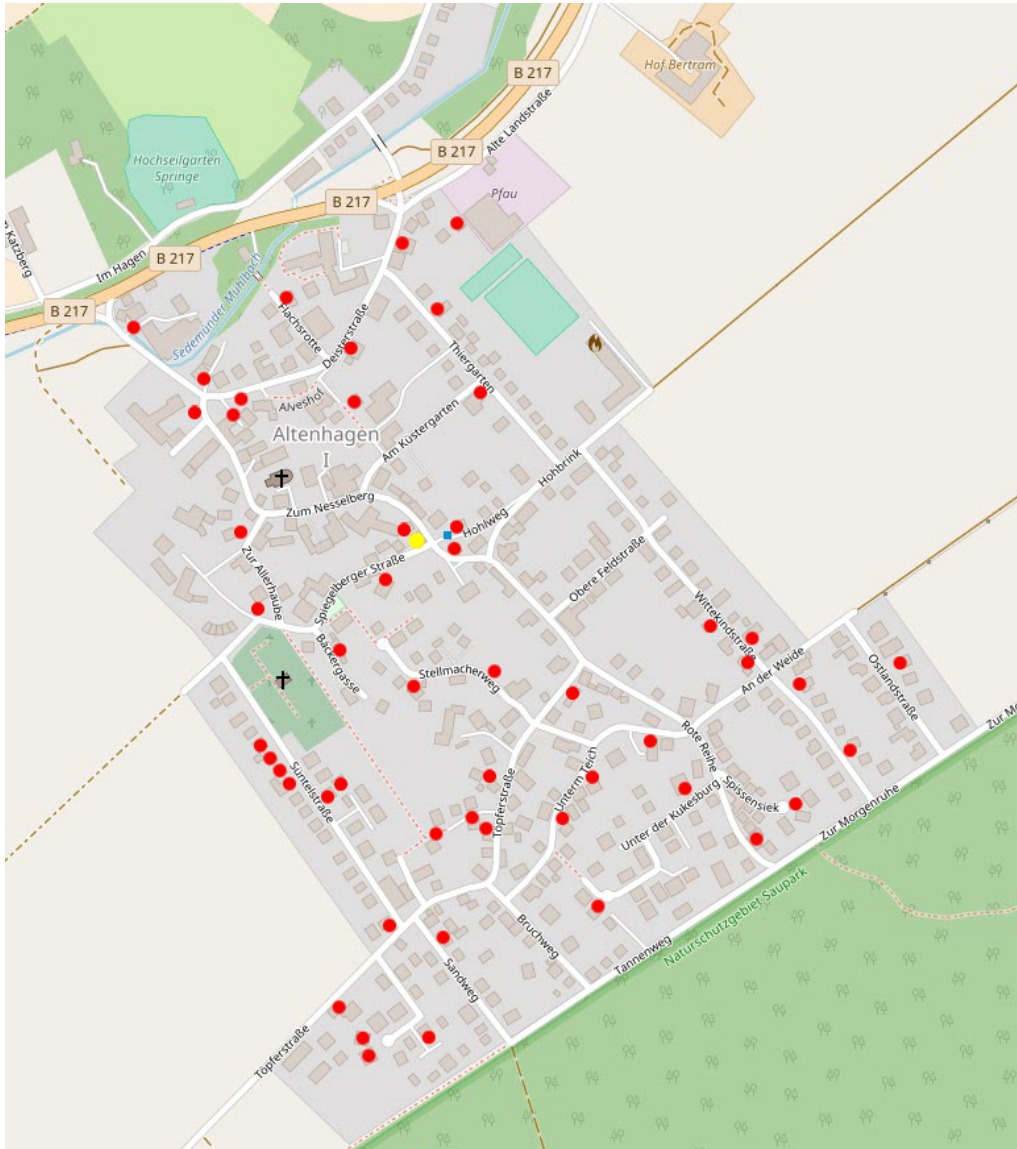 Hof Bertram
B 217
Alte Landstraße
B 217
Hochseilgarten
Springe
Pfau
B 217
Katzberg
Im Hagen
B 217
Sedemünder Mühlbach
B 217
Flachsrotte
Deisterstraße
Thiergarten
Alveshof
Am Küstergarten
Altenhagen
I
Hohbrink
Zum Nesselberg
Hohlweg
Zur Allerhaube
Spiegelberger Straße
Obere Feldstraße
Wittekindstraße
Bäckergasse
Stellmacherweg
An der Weide
Ostlandstraße
Zur Mo
Rote Reihe
Süntelstraße
Unterm Teich
Töpferstraße
Spissensiek
Unter der Kukesburg
Zur Morgenruhe
Naturschutzgebiet Saupark
Bruchweg
Tannenweg
Sandweg
Töpferstraße